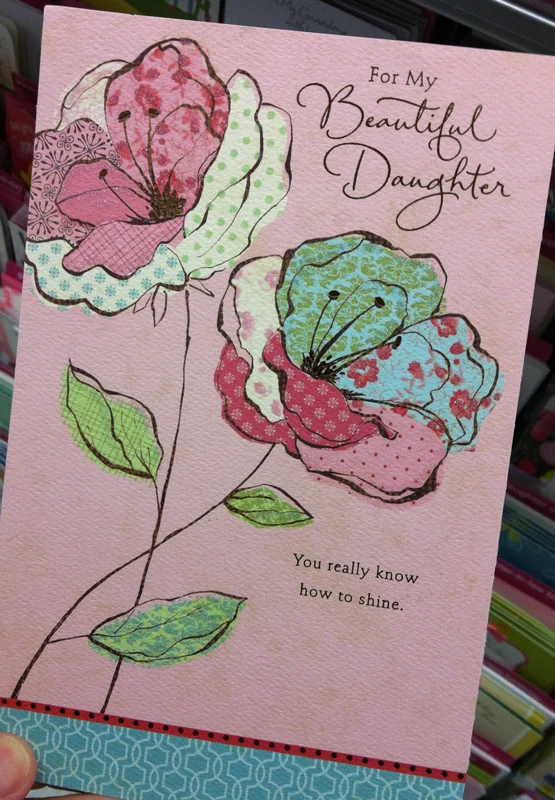 For My
Beautiful
Daughter
You really know
how to shine.